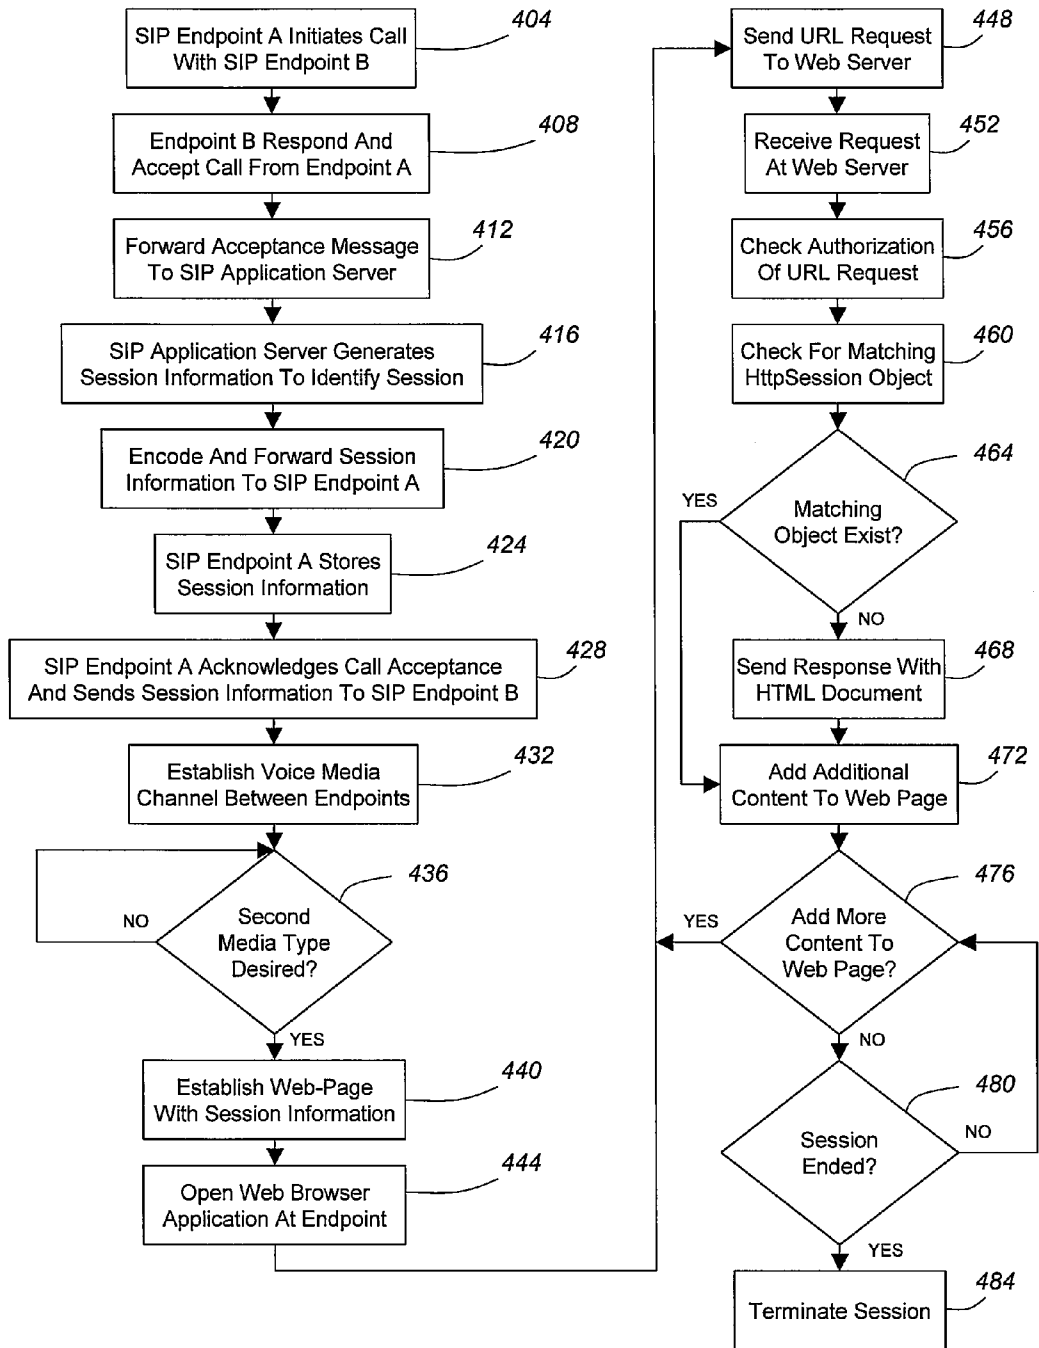 SIP Endpoint A Initiates Call
With SIP Endpoint B
404
Endpoint B Respond And
Accept Call From Endpoint A
408
Forward Acceptance Message
To SIP Application Server
412
SIP Application Server Generates
Session Information To Identify Session
416
Encode And Forward Session
Information To SIP Endpoint A
420
SIP Endpoint A Stores
Session Information
424
SIP Endpoint A Acknowledges Call Acceptance
And Sends Session Information To SIP Endpoint B
428
Establish Voice Media
Channel Between Endpoints
432
Second
Media Type
Desired?
436
NO
YES
Establish Web-Page
With Session Information
440
Open Web Browser
Application At Endpoint
444
Send URL Request
To Web Server
448
Receive Request
At Web Server
452
Check Authorization
Of URL Request
456
Check For Matching
HttpSession Object
460
Matching
Object Exist?
464
YES
NO
Send Response With
HTML Document
468
Add Additional
Content To Web Page
472
Add More
Content To
Web Page?
476
YES
NO
Session
Ended?
480
NO
YES
Terminate Session
484